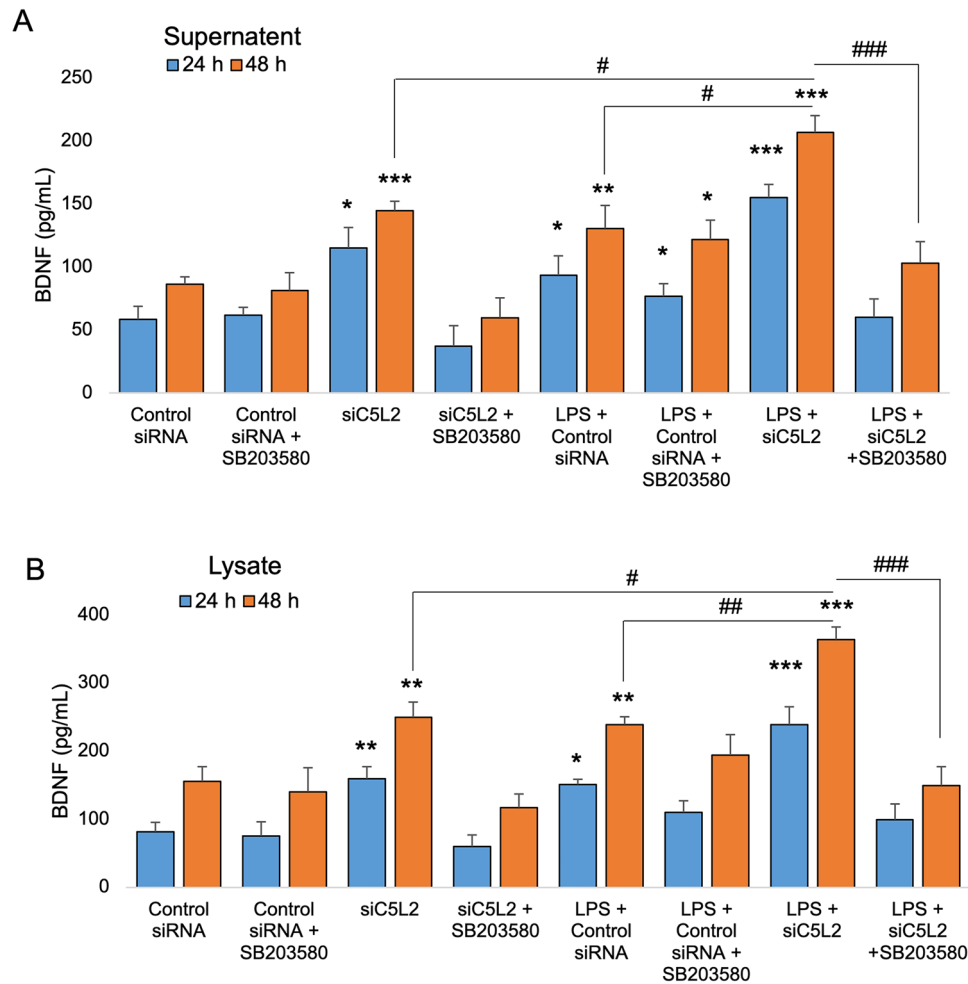 A
Supernatent
24 h 48 h
###
#
#
250
200
150
100
50
0
BDNF (pg/mL)
* *** * ** * * *** ***
Control
siRNA
Control
siRNA +
SB203580
siC5L2
siC5L2 +
SB203580
LPS +
Control
siRNA
LPS +
Control
siRNA +
SB203580
LPS +
siC5L2
LPS +
siC5L2
+SB203580
B
Lysate
24 h 48 h
###
#
##
400
300
200
100
0
BDNF (pg/mL)
** ** * ** *** ***
Control
siRNA
Control
siRNA +
SB203580
siC5L2
siC5L2 +
SB203580
LPS +
Control
siRNA
LPS +
Control
siRNA +
SB203580
LPS +
siC5L2
LPS +
siC5L2
+SB203580